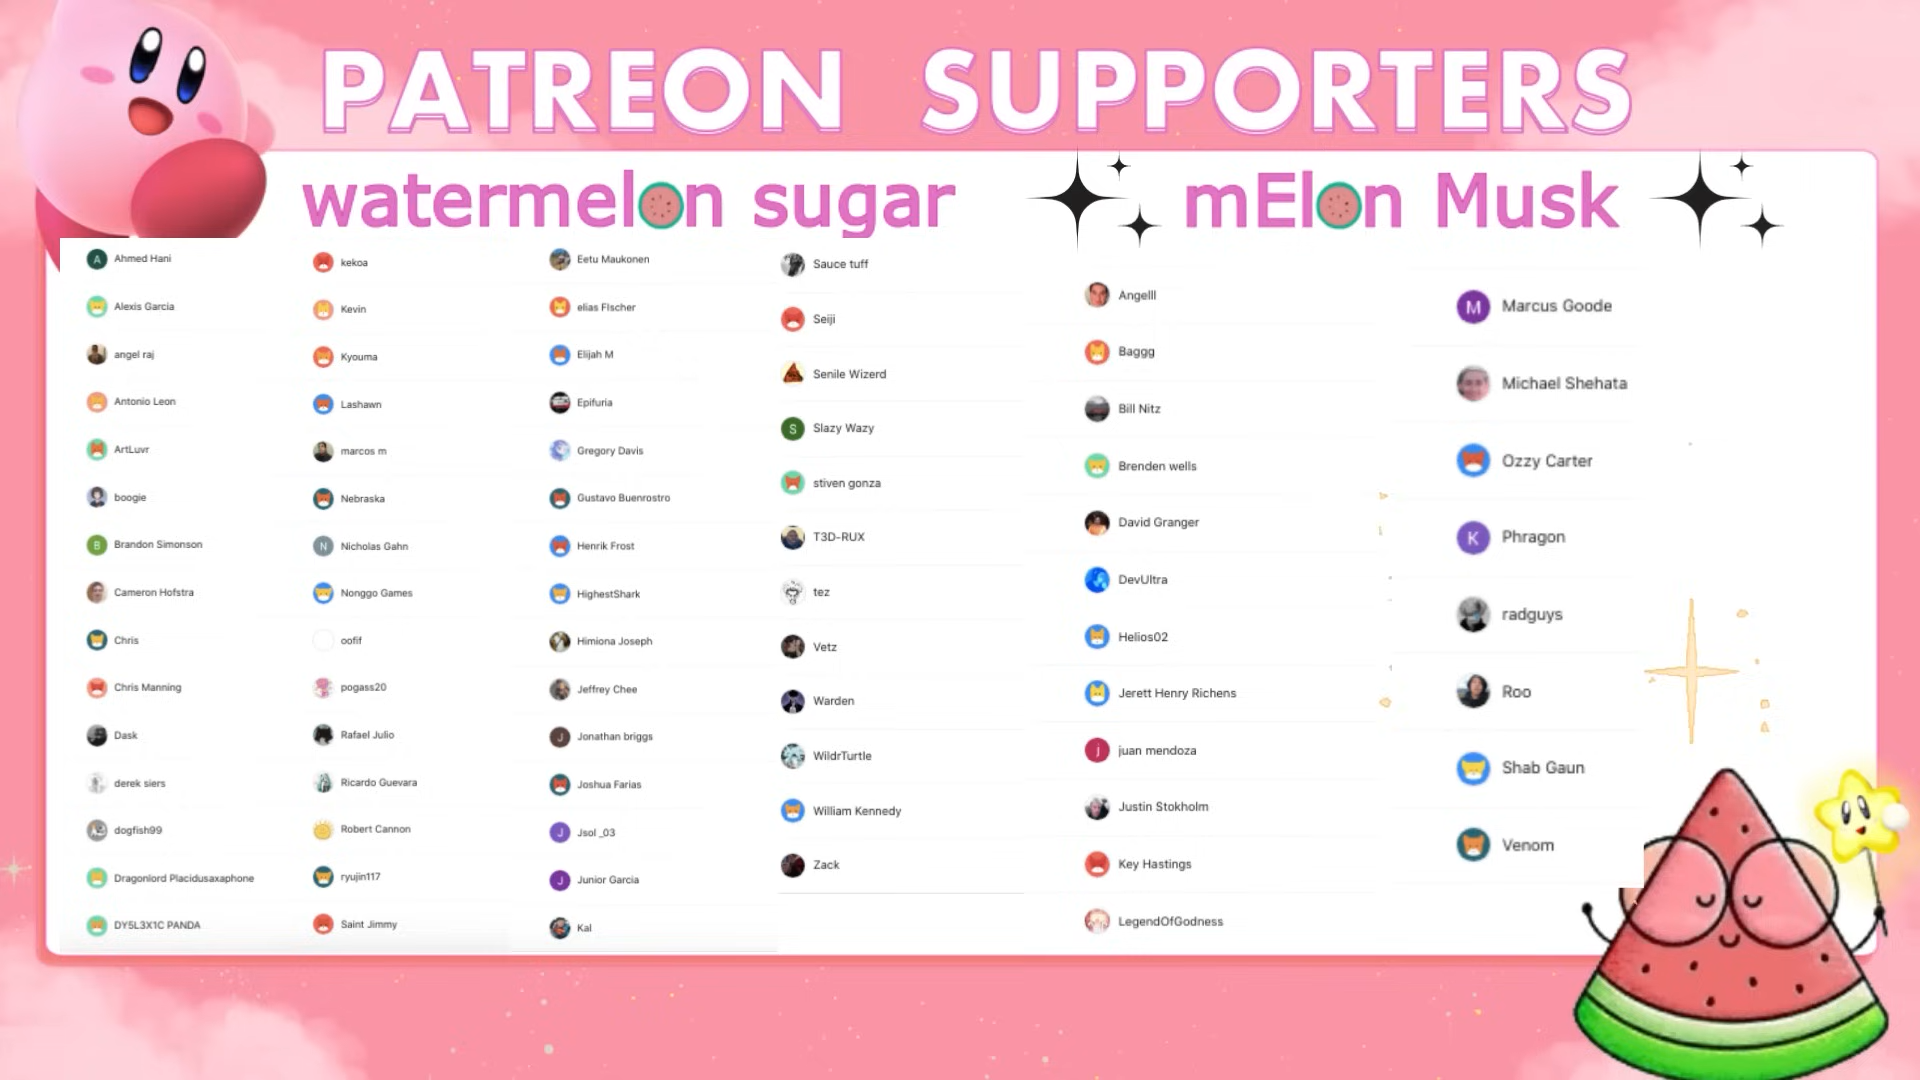 PATREON SUPPORTERS
watermelon sugar
mElon Musk
Ahmed Hani
Alexis Garcia
angel raj
Antonio Leon
ArtLuvr
boogie
Brandon Simonson
Cameron Hofstra
Chris
Chris Manning
Dask
derek siers
dogfish99
Dragonlord Placidusaxaphone
DY5L3X1C PANDA
kekoa
Kevin
Kyouma
Lashawn
marcos m
Nebraska
Nicholas Gahn
Nonggo Games
oofif
pogass20
Rafael Julio
Ricardo Guevara
Robert Cannon
ryujin117
Saint Jimmy
Eetu Maukonen
elias FIscher
Elijah M
Epifuria
Gregory Davis
Gustavo Buenrostro
Henrik Frost
HighestShark
Himiona Joseph
Jeffrey Chee
Jonathan briggs
Joshua Farias
Jsol _03
Junior Garcia
Kal
Sauce tuff
Seiji
Senile Wizerd
Slazy Wazy
stiven gonza
T3D-RUX
tez
Vetz
Warden
WildrTurtle
William Kennedy
Zack
Angelll
Baggg
Bill Nitz
Brenden wells
David Granger
DevUltra
Helios02
Jerett Henry Richens
juan mendoza
Justin Stokholm
Key Hastings
LegendOfGodness
Marcus Goode
Michael Shehata
Ozzy Carter
Phragon
radguys
Roo
Shab Gaun
Venom